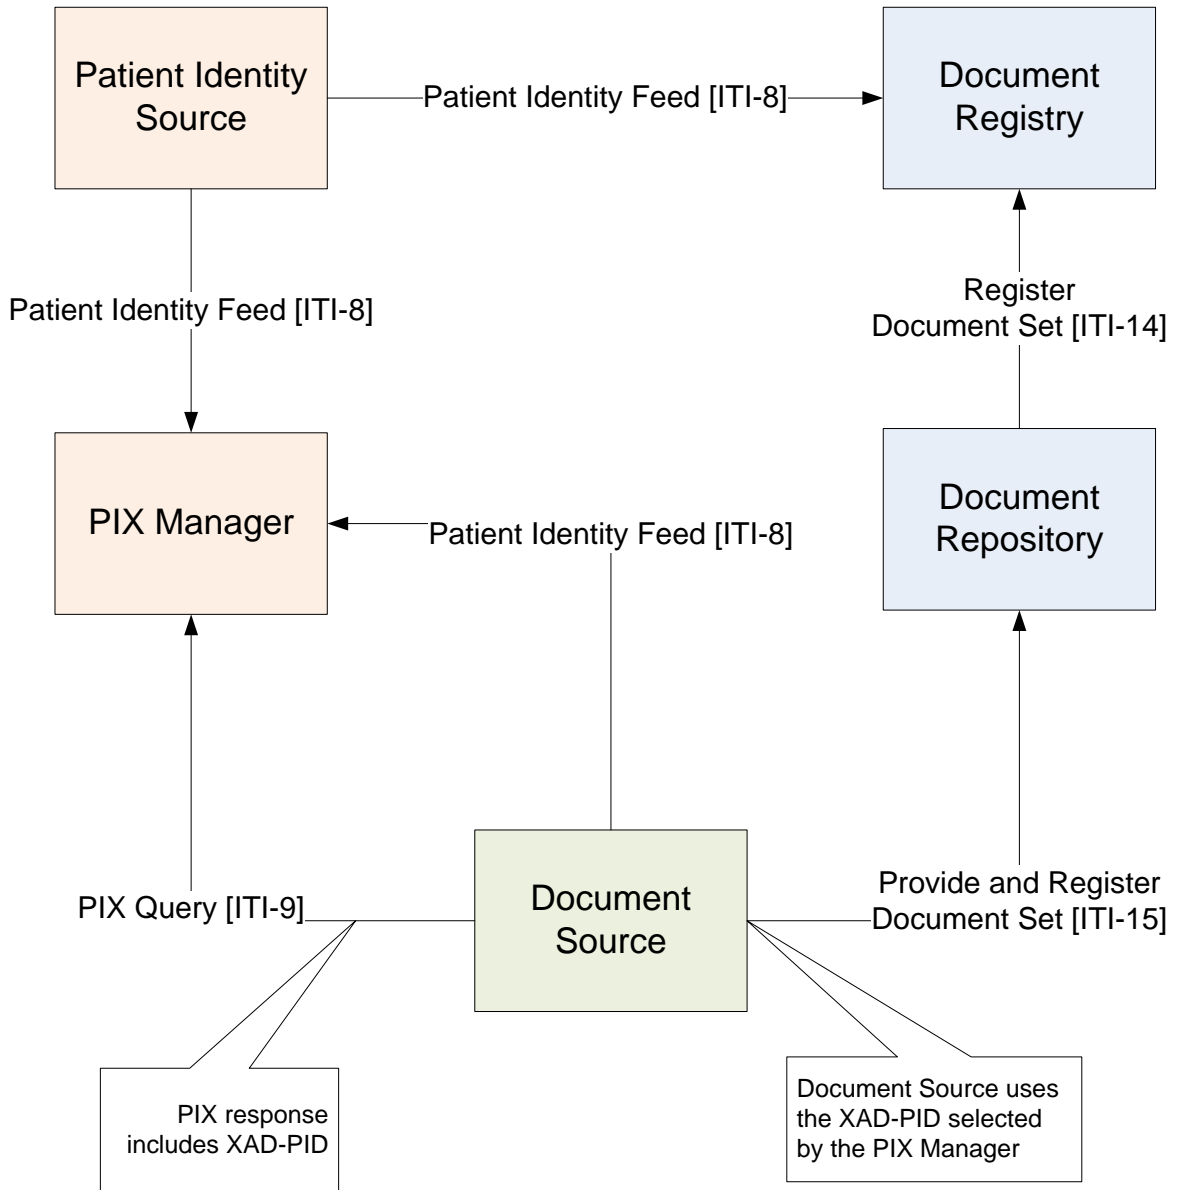 Patient Identity
Source
Patient Identity Feed [ITI-8]
Document
Registry
Patient Identity Feed [ITI-8]
Register
Document Set [ITI-14]
PIX Manager
Patient Identity Feed [ITI-8]
Document
Repository
PIX Query [ITI-9]
Document
Source
Provide and Register
Document Set [ITI-15]
PIX response
includes XAD-PID
Document Source uses
the XAD-PID selected
by the PIX Manager